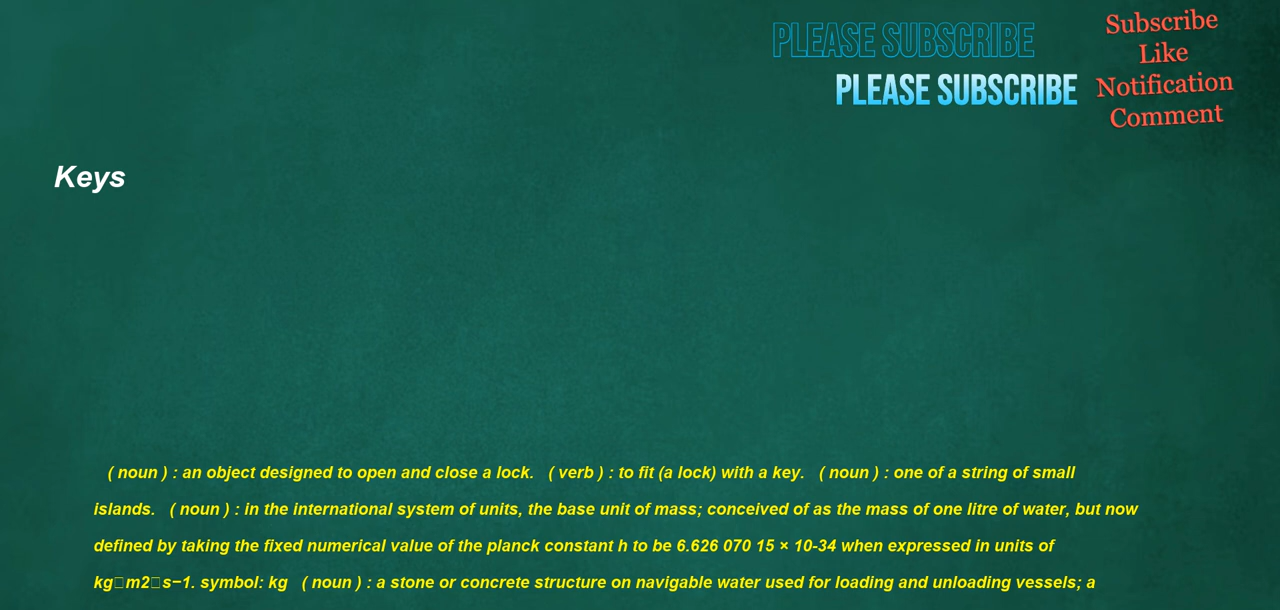 PLEASE SUBSCRIBE
PLEASE SUBSCRIBE
Subscribe
Like
Notification
Comment
Keys
( noun ) : an object designed to open and close a lock. ( verb ) : to fit (a lock) with a key. ( noun ) : one of a string of small
islands. ( noun ) : in the international system of units, the base unit of mass; conceived of as the mass of one litre of water, but now
defined by taking the fixed numerical value of the planck constant h to be 6.626 070 15 × 10-34 when expressed in units of
kg□m2□s−1. symbol: kg ( noun ) : a stone or concrete structure on navigable water used for loading and unloading vessels; a